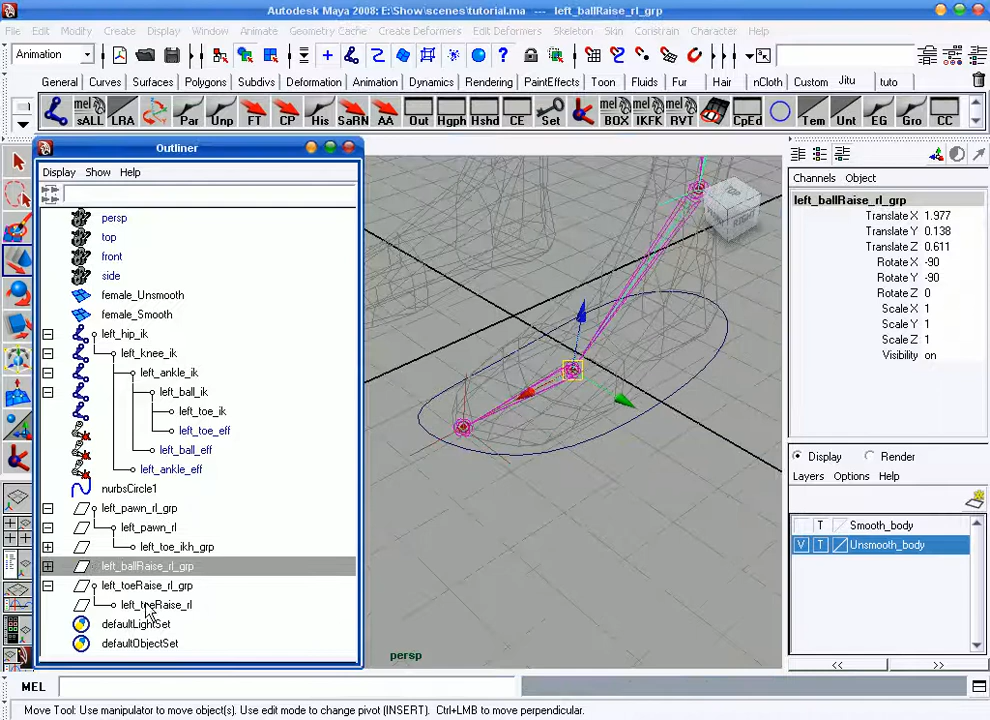 Autodesk Maya 2008: E:\Show\scenes\tutorial.ma --- left_ballRaise_rl_grp
File Edit Modify Create Display Window Animate Geometry Cache Create Deformers Edit Deformers Skeleton Skin Constrain Character Help
Animation
General Curves Surfaces Polygons Subdivs Deformation Animation Dynamics Rendering PaintEffects Toon Fluids Fur Hair nCloth Custom Jitu tuto
mel sALL LRA Par Unp FT CP His SaRN AA Out Hgph Hshd CE Set mel BOX mel IKFK mel RVT CpEd Tem Unt EG Gro CC
Outliner
Display Show Help
persp
top
front
side
female_Unsmooth
female_Smooth
left_hip_ik
left_knee_ik
left_ankle_ik
left_ball_ik
left_toe_ik
left_toe_eff
left_ball_eff
left_ankle_eff
nurbsCircle1
left_pawn_rl_grp
left_pawn_rl
left_toe_ikh_grp
left_ballRaise_rl_grp
left_toeRaise_rl_grp
left_toeRaise_rl
defaultLightSet
defaultObjectSet
TOP
RIGHT
persp
Channels Object
left_ballRaise_rl_grp
Translate X 1.977
Translate Y 0.138
Translate Z 0.611
Rotate X -90
Rotate Y -90
Rotate Z 0
Scale X 1
Scale Y 1
Scale Z 1
Visibility on
Display Render
Layers Options Help
T Smooth_body
V T Unsmooth_body
<< >>
MEL
Move Tool: Use manipulator to move object(s). Use edit mode to change pivot (INSERT). Ctrl+LMB to move perpendicular.